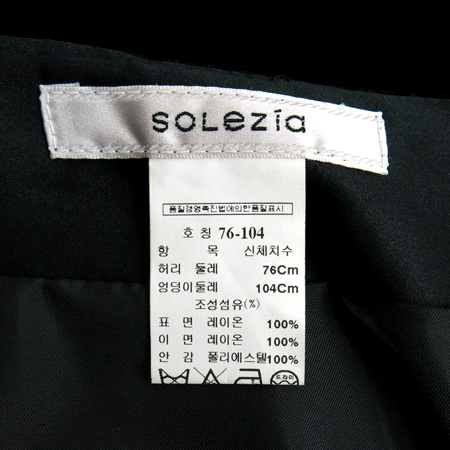 SOLEZIA
품질경영촉진법에의한품질표시
호 칭 76-104
항 목 신체치수
허리 둘레 76Cm
엉덩이둘레 104Cm
조성섬유(%)
표 면 레이온 100%
이 면 레이온 100%
안 감 폴리에스텔100%
드라이